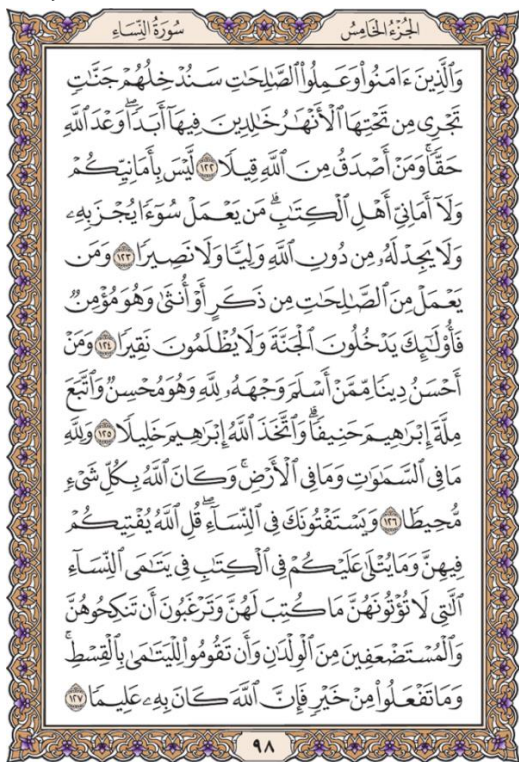 الجُزْءُ الخَامِسُ
سُورَةُ النِّسَاءِ
وَٱلَّذِينَ ءَامَنُواْ وَعَمِلُواْ ٱلصَّٰلِحَٰتِ سَنُدْخِلُهُمْ جَنَّٰتٍ
تَجْرِى مِن تَحْتِهَا ٱلْأَنْهَٰرُ خَٰلِدِينَ فِيهَآ أَبَدًاۖ وَعْدَ ٱللَّهِ
حَقًّاۚ وَمَنْ أَصْدَقُ مِنَ ٱللَّهِ قِيلًا ١٢٢ لَّيْسَ بِأَمَانِيِّكُمْ
وَلَآ أَمَانِىِّ أَهْلِ ٱلْكِتَٰبِۗ مَن يَعْمَلْ سُوٓءًا يُجْزَ بِهِۦ
وَلَا يَجِدْ لَهُۥ مِن دُونِ ٱللَّهِ وَلِيًّا وَلَا نَصِيرًا ١٢٣ وَمَن
يَعْمَلْ مِنَ ٱلصَّٰلِحَٰتِ مِن ذَكَرٍ أَوْ أُنثَىٰ وَهُوَ مُؤْمِنٌ
فَأُوْلَٰٓئِكَ يَدْخُلُونَ ٱلْجَنَّةَ وَلَا يُظْلَمُونَ نَقِيرًا ١٢٤ وَمَنْ
أَحْسَنُ دِينًا مِّمَّنْ أَسْلَمَ وَجْهَهُۥ لِلَّهِ وَهُوَ مُحْسِنٌ وَٱتَّبَعَ
مِلَّةَ إِبْرَٰهِيمَ حَنِيفًاۗ وَٱتَّخَذَ ٱللَّهُ إِبْرَٰهِيمَ خَلِيلًا ١٢٥ وَلِلَّهِ
مَا فِى ٱلسَّمَٰوَٰتِ وَمَا فِى ٱلْأَرْضِۚ وَكَانَ ٱللَّهُ بِكُلِّ شَىْءٍ
مُّحِيطًا ١٢٦ وَيَسْتَفْتُونَكَ فِى ٱلنِّسَآءِۖ قُلِ ٱللَّهُ يُفْتِيكُمْ
فِيهِنَّ وَمَا يُتْلَىٰ عَلَيْكُمْ فِى ٱلْكِتَٰبِ فِى يَتَٰمَى ٱلنِّسَآءِ
ٱلَّٰتِى لَا تُؤْتُونَهُنَّ مَا كُتِبَ لَهُنَّ وَتَرْغَبُونَ أَن تَنكِحُوهُنَّ
وَٱلْمُسْتَضْعَفِينَ مِنَ ٱلْوِلْدَٰنِ وَأَن تَقُومُواْ لِلْيَتَٰمَىٰ بِٱلْقِسْطِۚ
وَمَا تَفْعَلُواْ مِنْ خَيْرٍ فَإِنَّ ٱللَّهَ كَانَ بِهِۦ عَلِيمًا ١٢٧
٩٨